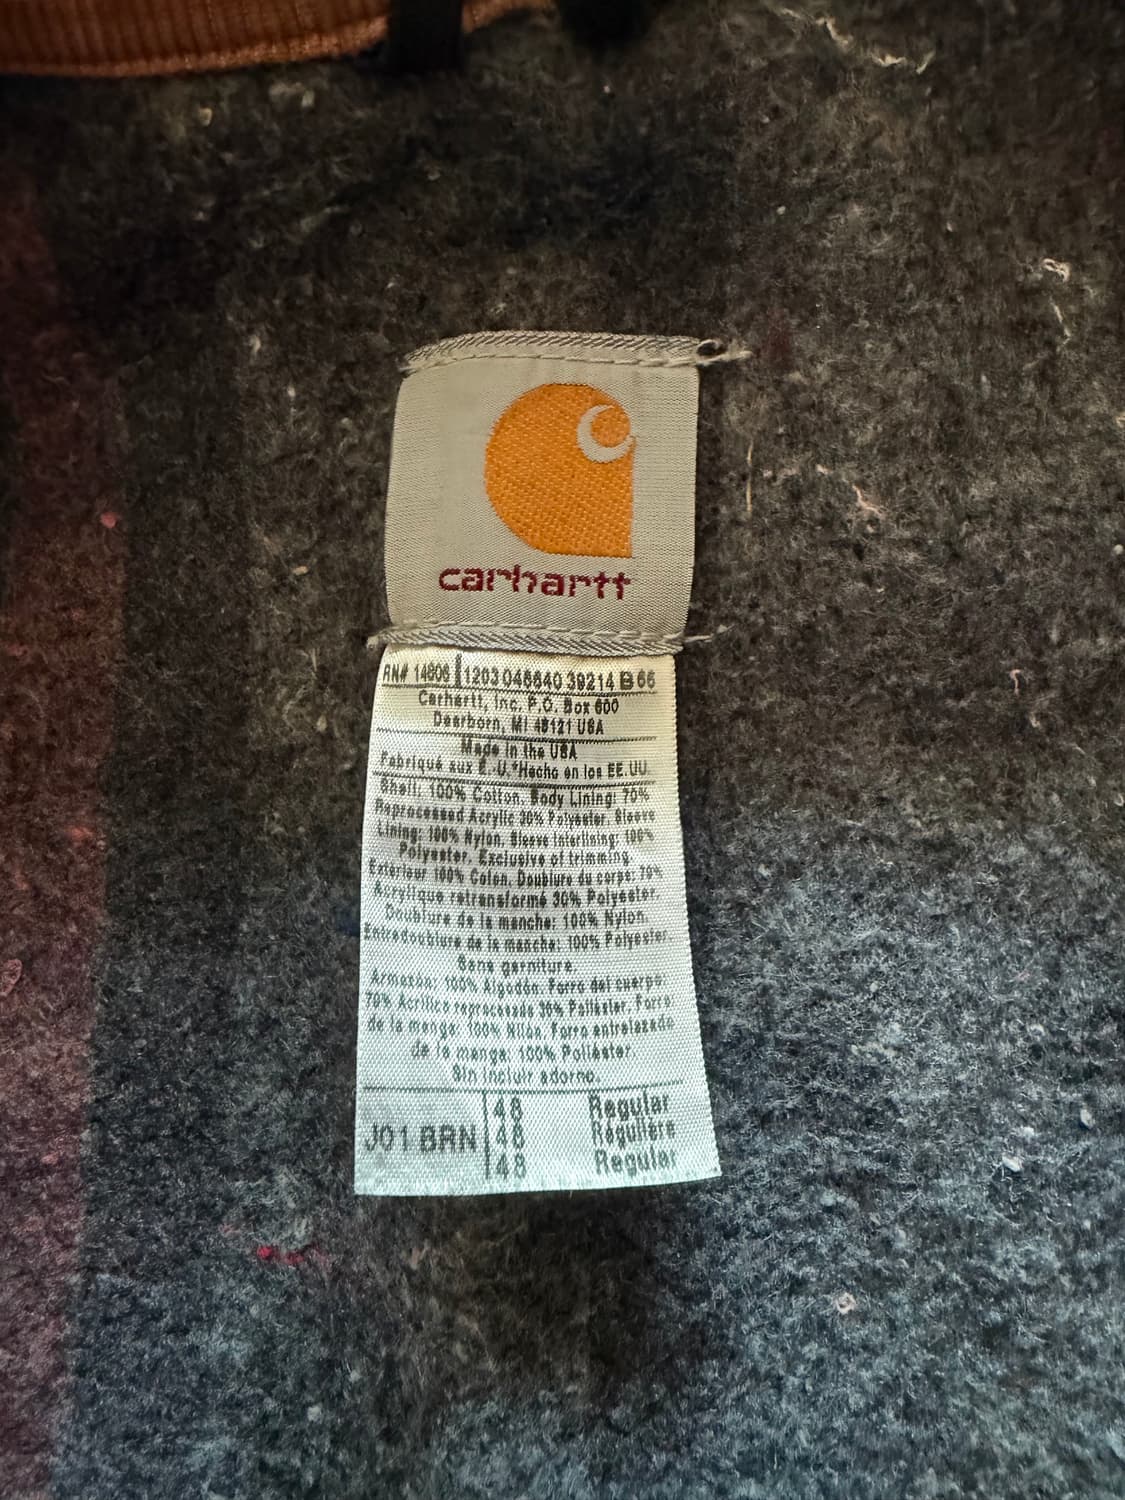 carhartt
RN# 14806 1203 046640 39214 B 66
Carhartt, Inc. P.O. Box 600
Dearborn, MI 48121 USA
Made in the USA
Fabriqué aux É.-U.*Hecho en los EE.UU.
Shell: 100% Cotton. Body Lining: 70%
Reprocessed Acrylic 30% Polyester. Sleeve
Lining: 100% Nylon. Sleeve Interlining: 100%
Polyester. Exclusive of trimming.
Extérieur 100% Coton. Doublure du corps: 70%
Acrylique retransformé 30% Polyester.
Doublure de la manche: 100% Nylon.
Entredoublure de la manche: 100% Polyester.
Sans garniture.
Armazón: 100% Algodón. Forro del cuerpo:
70% Acrílico reprocesado 30% Poliéster. Forro
de la manga: 100% Nilón. Forro entrelazado
de la manga: 100% Poliéster.
Sin incluir adorno.
J01 BRN
48 Regular
48 Régulière
48 Regular